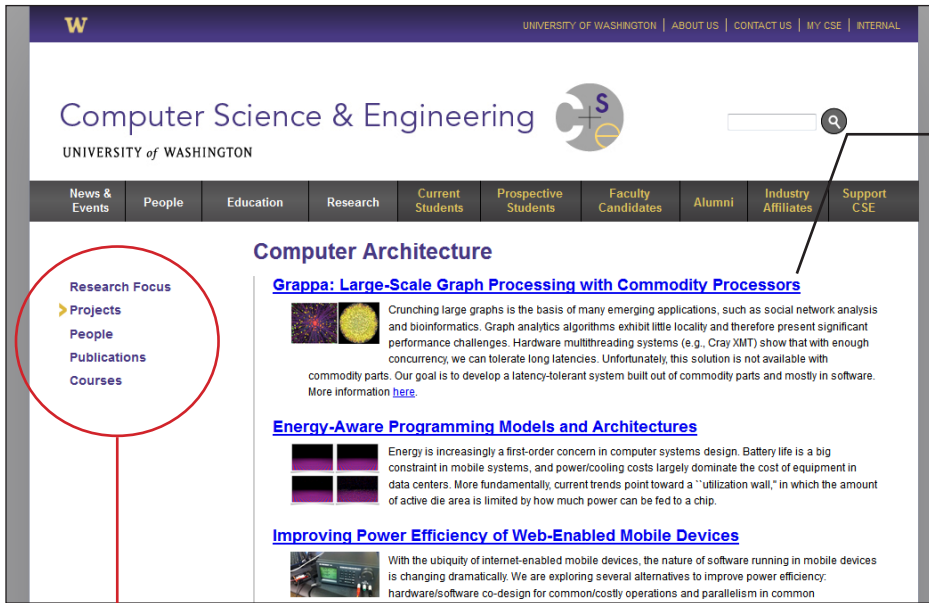 W
UNIVERSITY OF WASHINGTON | ABOUT US | CONTACT US | MY CSE | INTERNAL
Computer Science & Engineering
C+se
UNIVERSITY of WASHINGTON
News & Events
People
Education
Research
Current Students
Prospective Students
Faculty Candidates
Alumni
Industry Affiliates
Support CSE
Research Focus
Projects
People
Publications
Courses
Computer Architecture
Grappa: Large-Scale Graph Processing with Commodity Processors
Crunching large graphs is the basis of many emerging applications, such as social network analysis
and bioinformatics. Graph analytics algorithms exhibit little locality and therefore present significant
performance challenges. Hardware multithreading systems (e.g., Cray XMT) show that with enough
concurrency, we can tolerate long latencies. Unfortunately, this solution is not available with
commodity parts. Our goal is to develop a latency-tolerant system built out of commodity parts and mostly in software.
More information here.
Energy-Aware Programming Models and Architectures
Energy is increasingly a first-order concern in computer systems design. Battery life is a big
constraint in mobile systems, and power/cooling costs largely dominate the cost of equipment in
data centers. More fundamentally, current trends point toward a ``utilization wall," in which the amount
of active die area is limited by how much power can be fed to a chip.
Improving Power Efficiency of Web-Enabled Mobile Devices
With the ubiquity of internet-enabled mobile devices, the nature of software running in mobile devices
is changing dramatically. We are exploring several alternatives to improve power efficiency:
hardware/software co-design for common/costly operations and parallelism in common